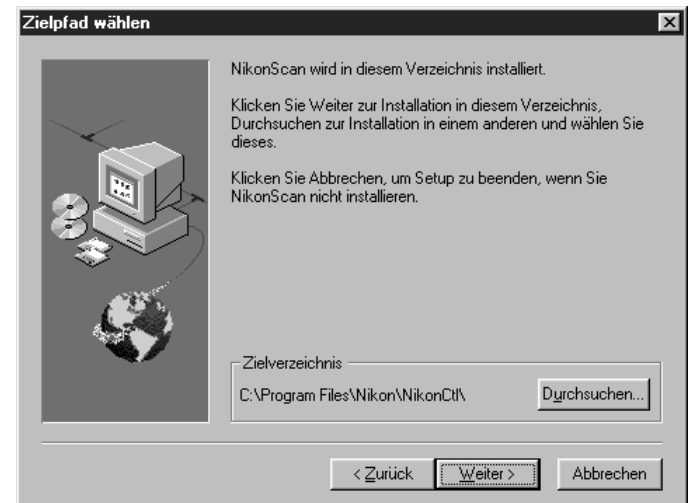 Zielpfad wählen
NikonScan wird in diesem Verzeichnis installiert.
Klicken Sie Weiter zur Installation in diesem Verzeichnis,
Durchsuchen zur Installation in einem anderen und wählen Sie
dieses.
Klicken Sie Abbrechen, um Setup zu beenden, wenn Sie
NikonScan nicht installieren.
Zielverzeichnis
C:\Program Files\Nikon\NikonCtl\
Durchsuchen...
< Zurück
Weiter >
Abbrechen